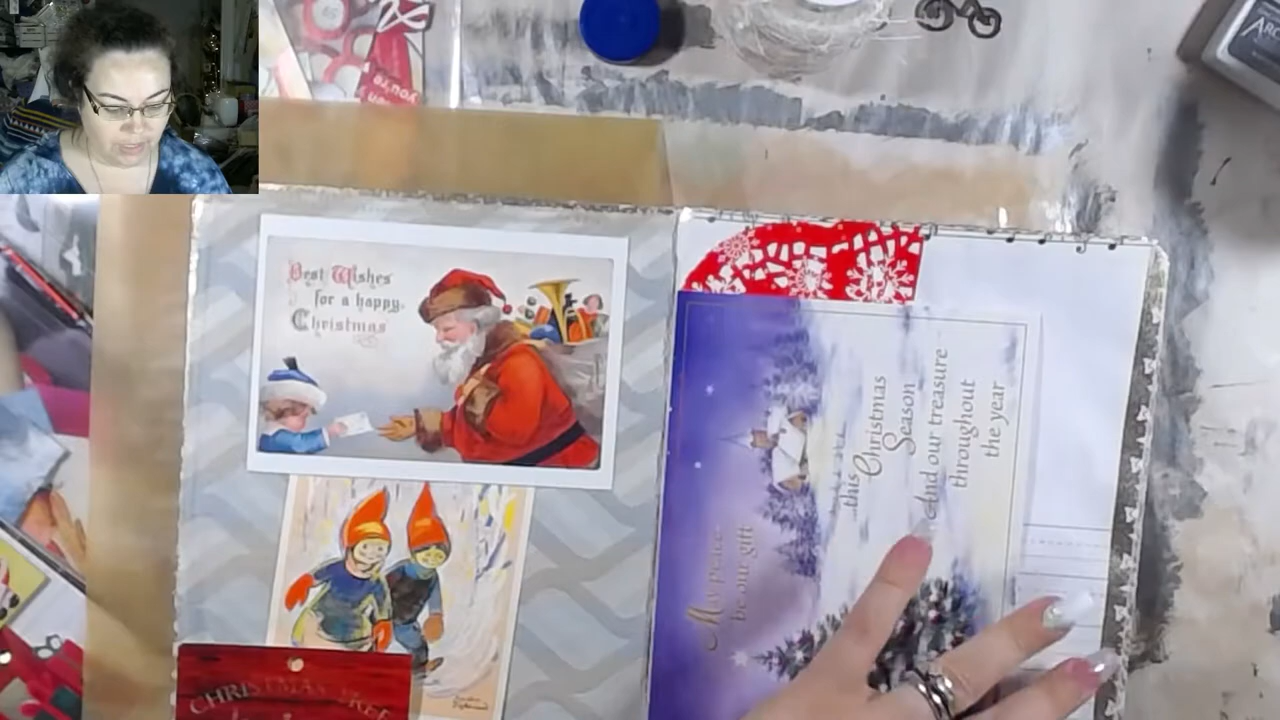 Best Wishes
for a happy
Christmas
CHRISTMAS TREE
May peace
be our gift
this Christmas
Season
And our treasure
throughout
the year